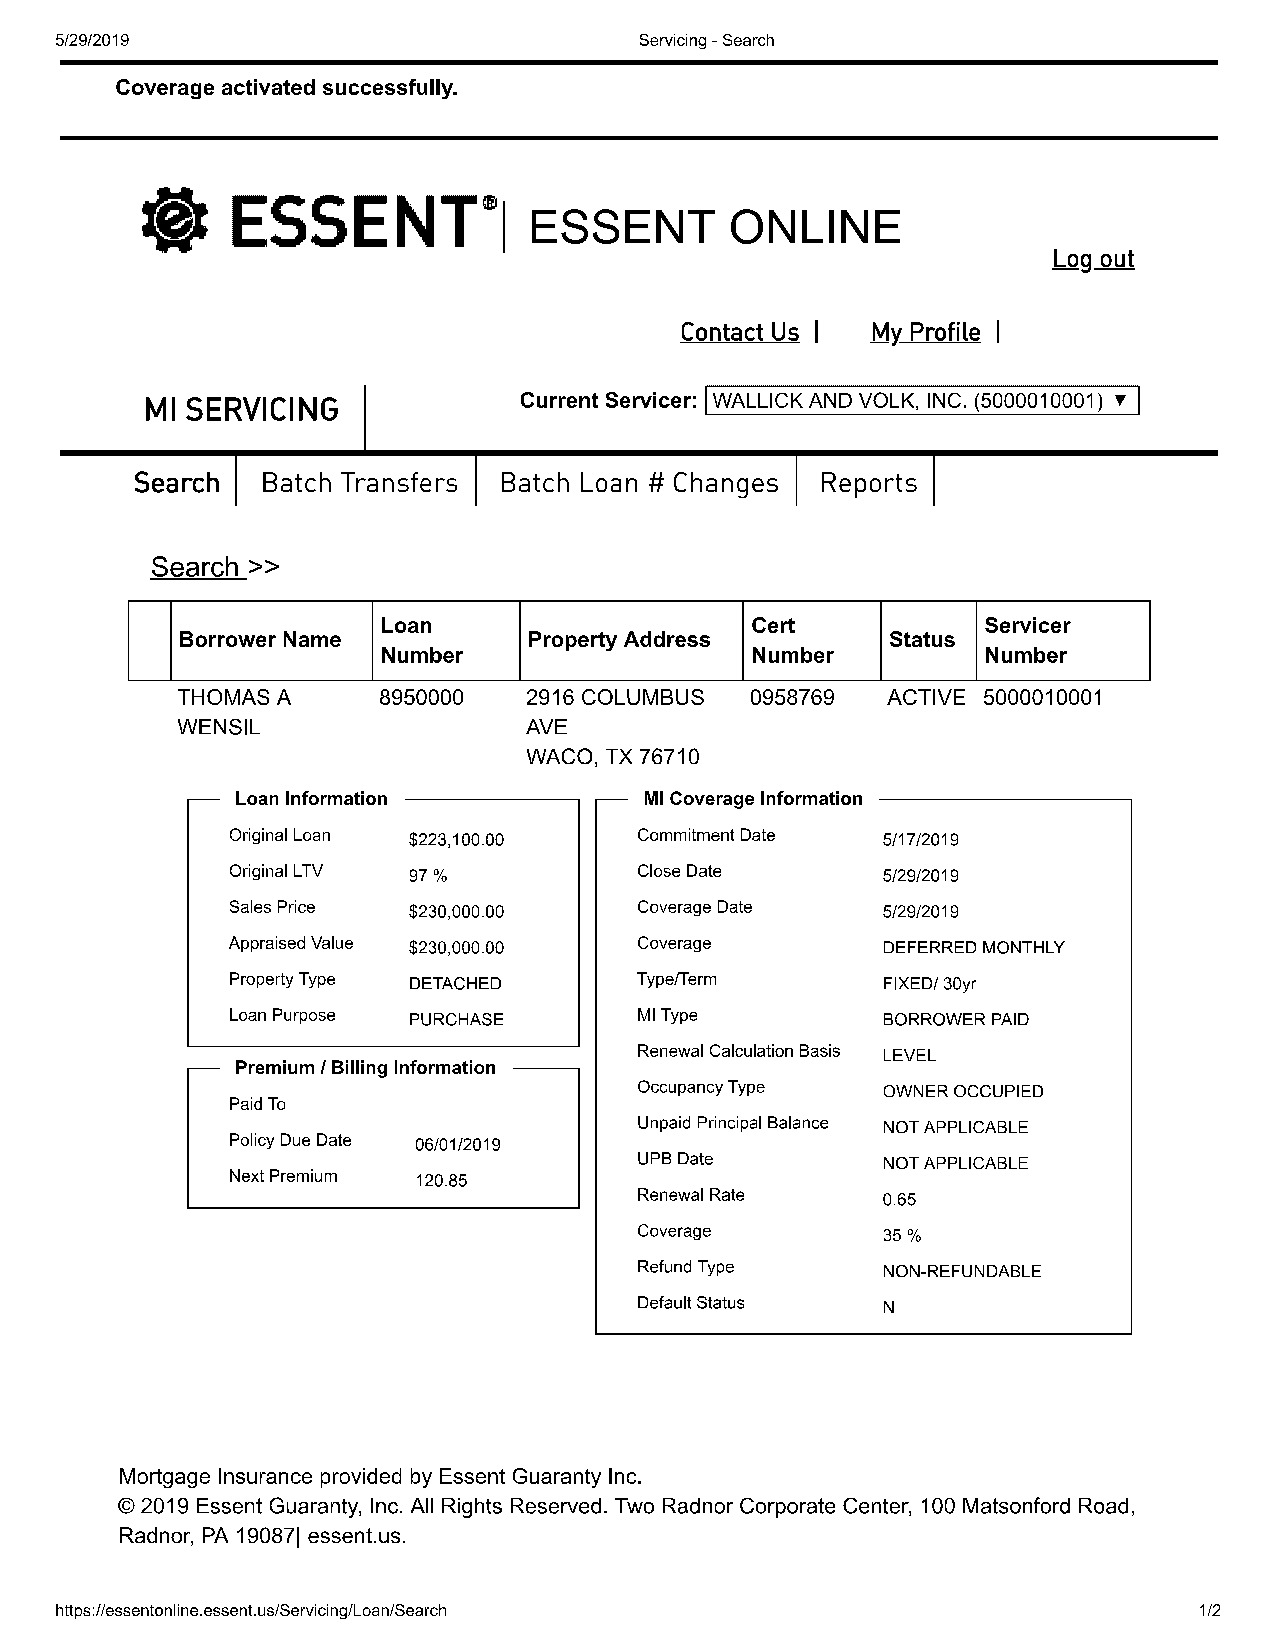 5/29/2019 Servicing - Search
Coverage activated successfully.
ESSENT® ESSENT ONLINE
Log out
Contact Us | My Profile |
MI SERVICING Current Servicer: WALLICK AND VOLK, INC. (5000010001) ▼
Search Batch Transfers Batch Loan # Changes Reports
Search >>
Borrower Name Loan Number Property Address Cert Number Status Servicer Number
THOMAS A 8950000 2916 COLUMBUS 0958769 ACTIVE 5000010001
WENSIL AVE
WACO, TX 76710
Loan Information
Original Loan $223,100.00
Original LTV 97 %
Sales Price $230,000.00
Appraised Value $230,000.00
Property Type DETACHED
Loan Purpose PURCHASE
Premium / Billing Information
Paid To
Policy Due Date 06/01/2019
Next Premium 120.85
MI Coverage Information
Commitment Date 5/17/2019
Close Date 5/29/2019
Coverage Date 5/29/2019
Coverage DEFERRED MONTHLY
Type/Term FIXED/ 30yr
MI Type BORROWER PAID
Renewal Calculation Basis LEVEL
Occupancy Type OWNER OCCUPIED
Unpaid Principal Balance NOT APPLICABLE
UPB Date NOT APPLICABLE
Renewal Rate 0.65
Coverage 35 %
Refund Type NON-REFUNDABLE
Default Status N
Mortgage Insurance provided by Essent Guaranty Inc.
© 2019 Essent Guaranty, Inc. All Rights Reserved. Two Radnor Corporate Center, 100 Matsonford Road,
Radnor, PA 19087| essent.us.
https://essentonline.essent.us/Servicing/Loan/Search 1/2